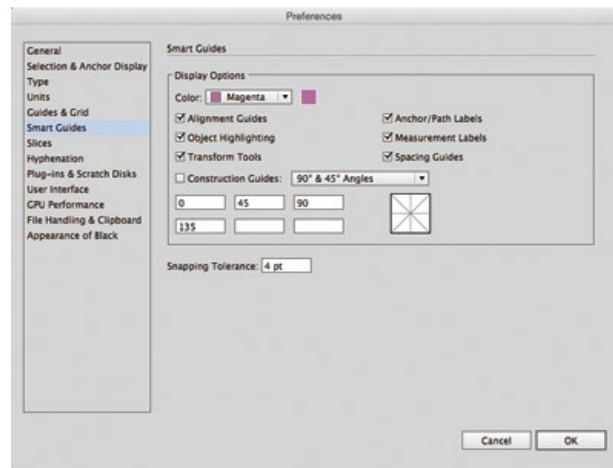 Preferences
General
Selection & Anchor Display
Type
Units
Guides & Grid
Smart Guides
Slices
Hyphenation
Plug-ins & Scratch Disks
User Interface
GPU Performance
File Handling & Clipboard
Appearance of Black
Smart Guides
Display Options
Color: Magenta
Alignment Guides
Anchor/Path Labels
Object Highlighting
Measurement Labels
Transform Tools
Spacing Guides
Construction Guides: 90° & 45° Angles
0 45 90
135
Snapping Tolerance: 4 pt
Cancel OK